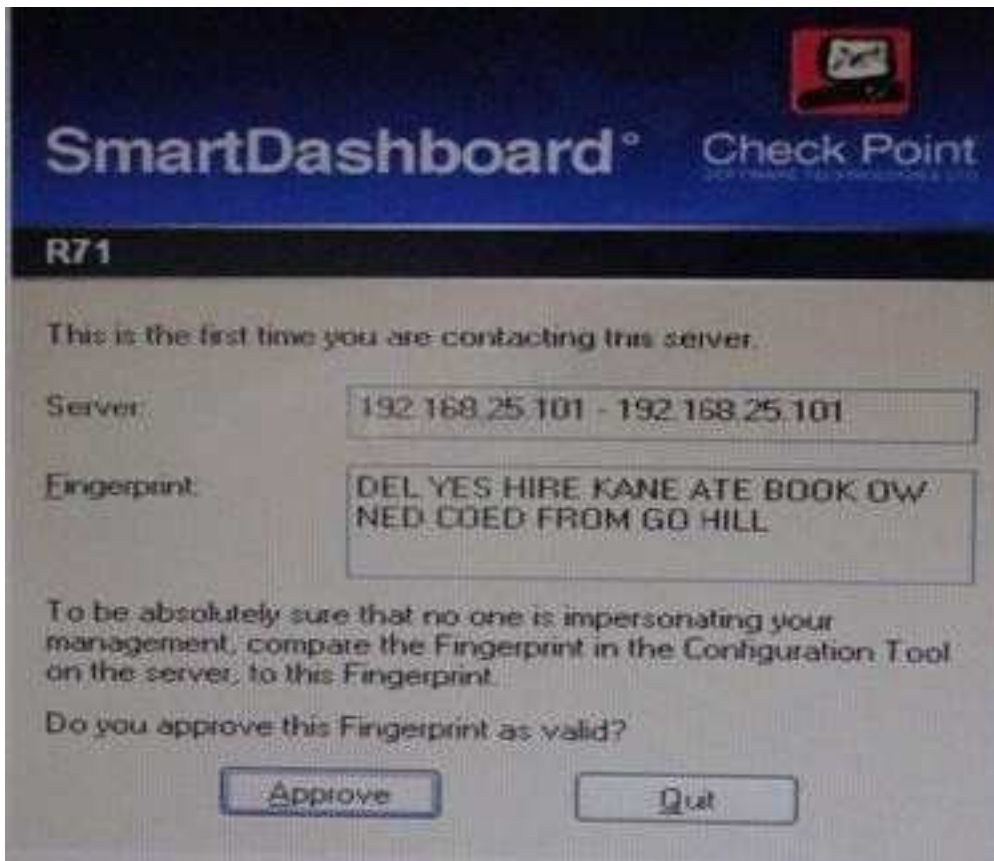 SmartDashboard°
Check Point
SOFTWARE TECHNOLOGIES LTD.
R71
This is the first time you are contacting this server.
Server: 192.168.25.101 - 192.168.25.101
Fingerprint: DEL YES HIRE KANE ATE BOOK OW
NED COED FROM GO HILL
To be absolutely sure that no one is impersonating your
management, compare the Fingerprint in the Configuration Tool
on the server, to this Fingerprint.
Do you approve this Fingerprint as valid?
Approve
Quit